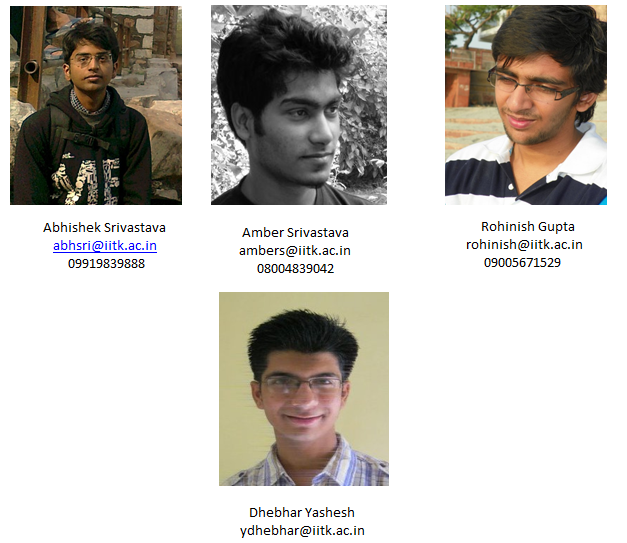 Abhishek Srivastava
abhsri@iitk.ac.in
09919839888
Amber Srivastava
ambers@iitk.ac.in
08004839042
Rohinish Gupta
rohinish@iitk.ac.in
09005671529
Dhebhar Yashesh
ydhebhar@iitk.ac.in